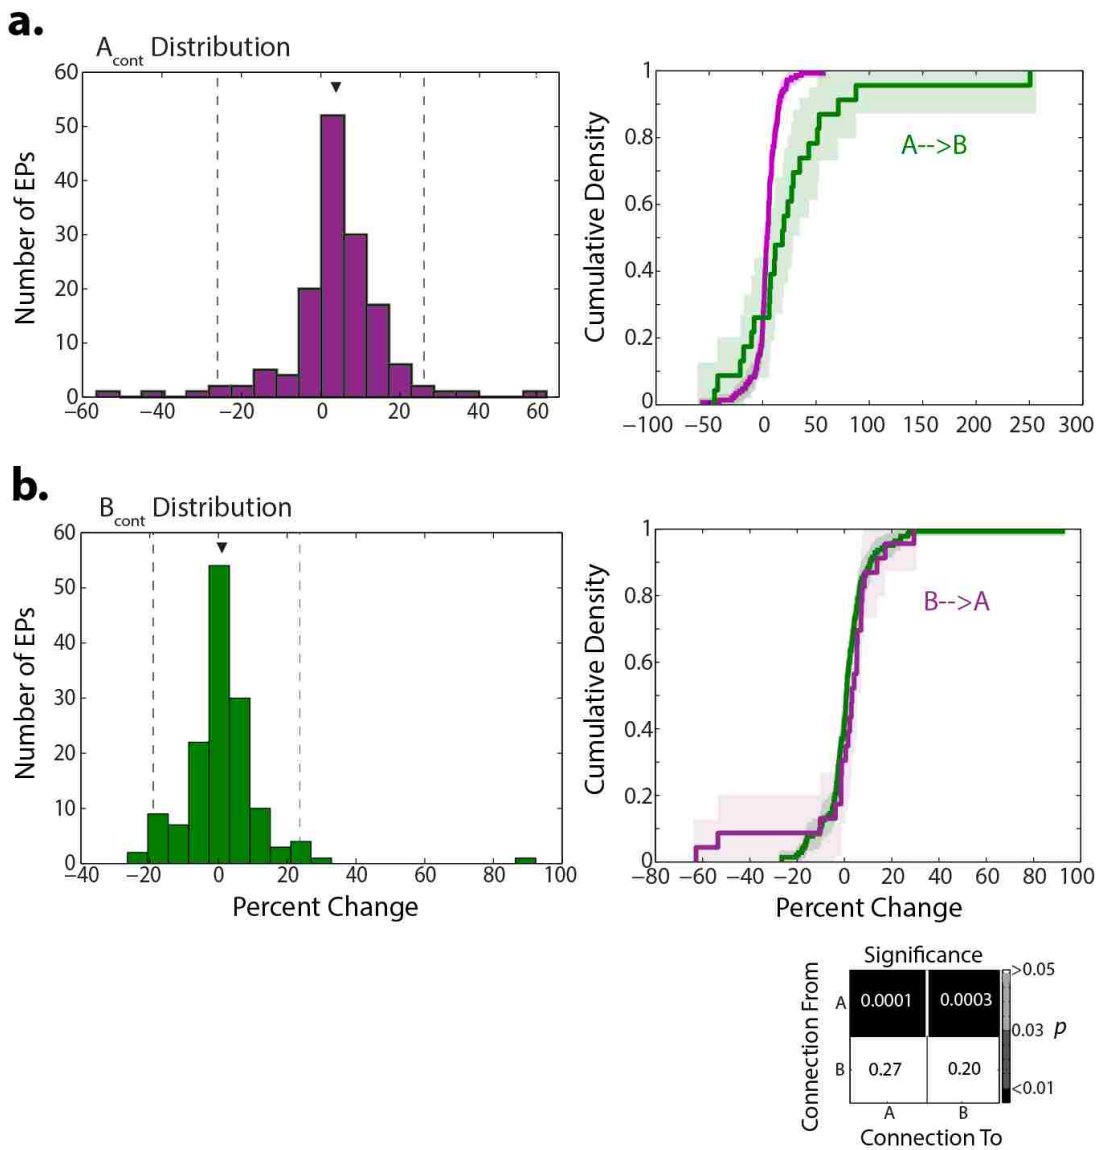 a.
A_cont Distribution
Number of EPs
60
50
40
30
20
10
0
−60 −40 −20 0 20 40 60
Cumulative Density
1
0.8
0.6
0.4
0.2
0
−100 −50 0 50 100 150 200 250 300
A-->B
b.
B_cont Distribution
Number of EPs
60
50
40
30
20
10
0
−40 −20 0 20 40 60 80 100
Percent Change
Cumulative Density
1
0.8
0.6
0.4
0.2
0
−80 −60 −40 −20 0 20 40 60 80 100
Percent Change
B-->A
Significance
Connection From
A 0.0001 0.0003
B 0.27 0.20
A B
Connection To
>0.05
0.03 p
<0.01